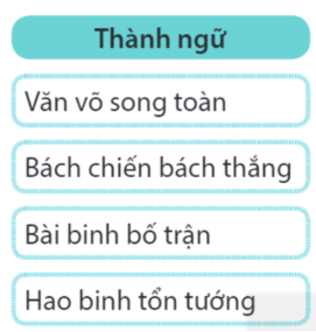 Thành ngữ
Văn võ song toàn
Bách chiến bách thắng
Bài binh bố trận
Hao binh tổn tướng